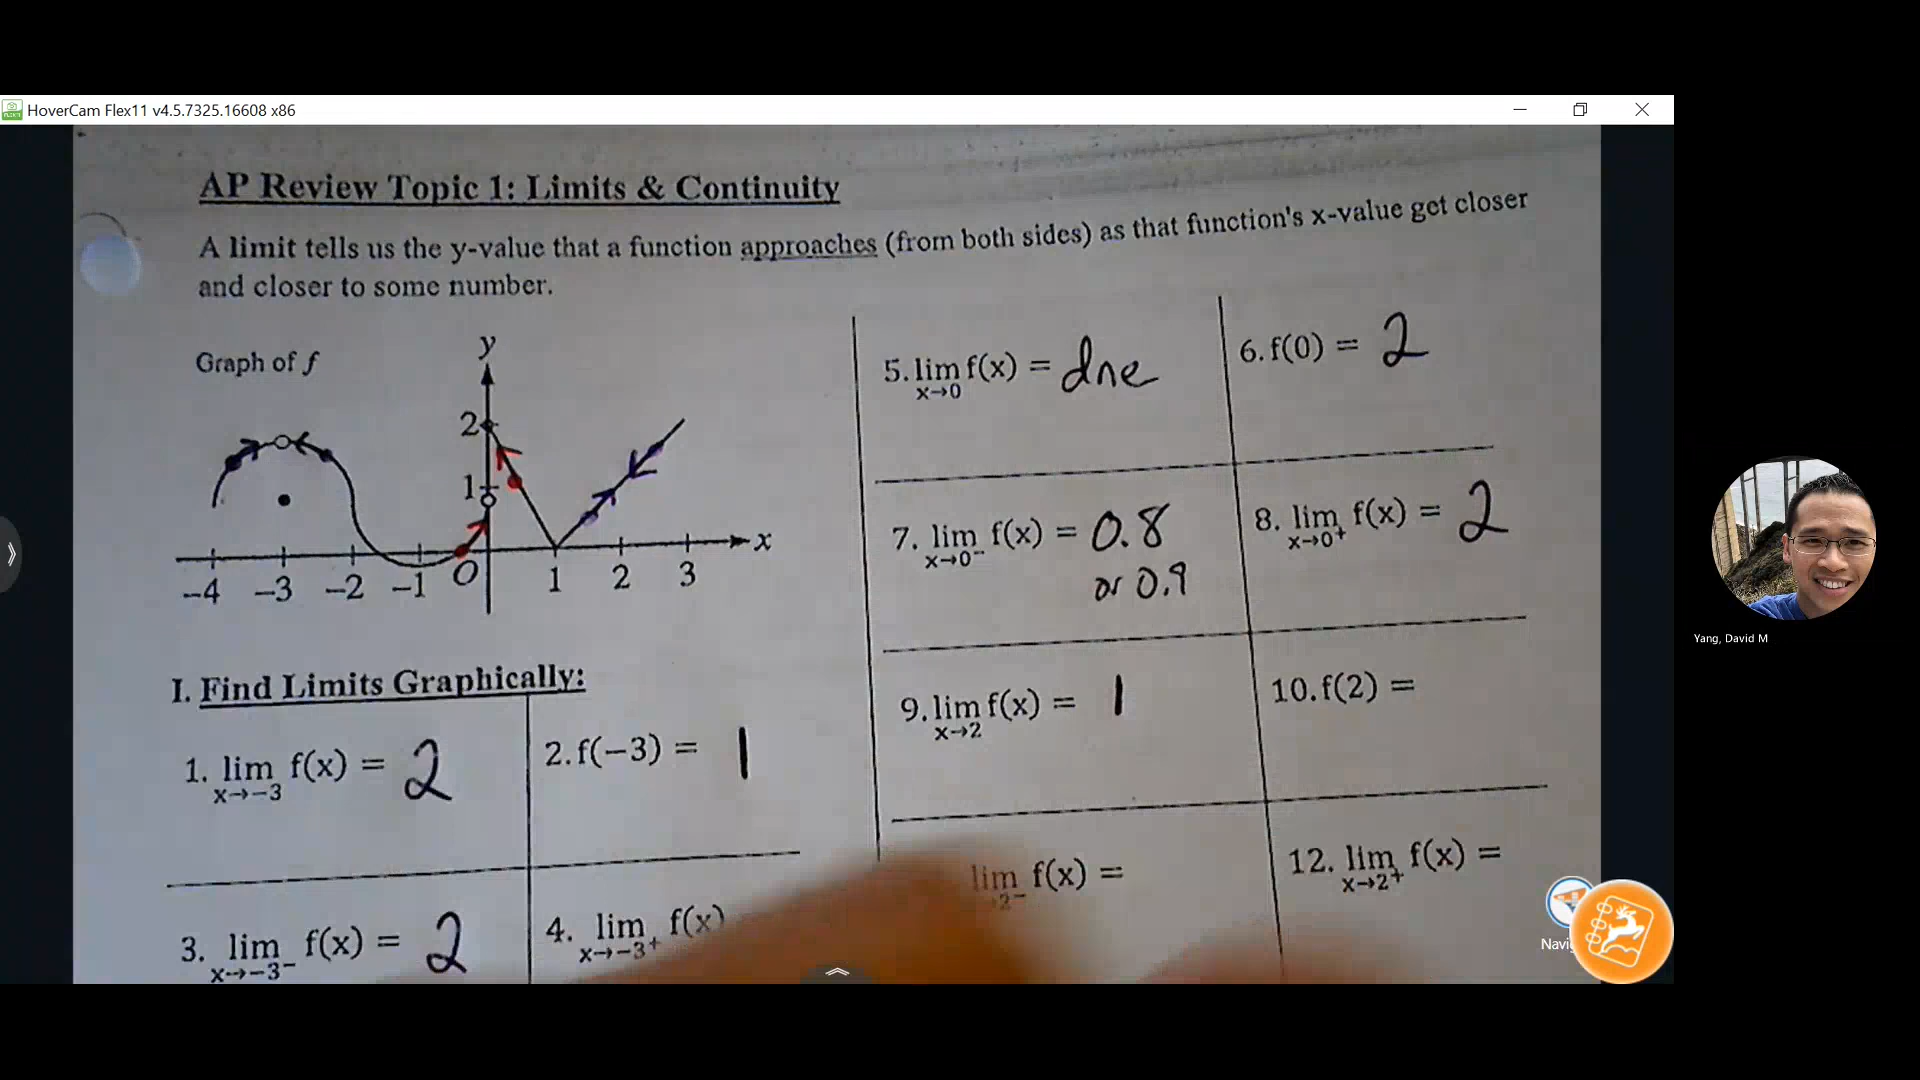 HoverCam Flex11 v4.5.7325.16608 x86
AP Review Topic 1: Limits & Continuity
A limit tells us the y-value that a function approaches (from both sides) as that function's x-value get closer
and closer to some number.
Graph of f
y
2
1
x
-4 -3 -2 -1 O 1 2 3
I. Find Limits Graphically:
1. lim f(x) = 2
x→-3
2. f(-3) = 1
3. lim f(x) = 2
x→-3⁻
4. lim f(x)
x→-3⁺
5. lim f(x) = dne
x→0
6. f(0) = 2
7. lim f(x) = 0.8
x→0⁻
or 0.9
8. lim f(x) = 2
x→0⁺
9. lim f(x) = 1
x→2
10. f(2) =
lim f(x) =
2⁻
12. lim f(x) =
x→2⁺
Navi
Yang, David M